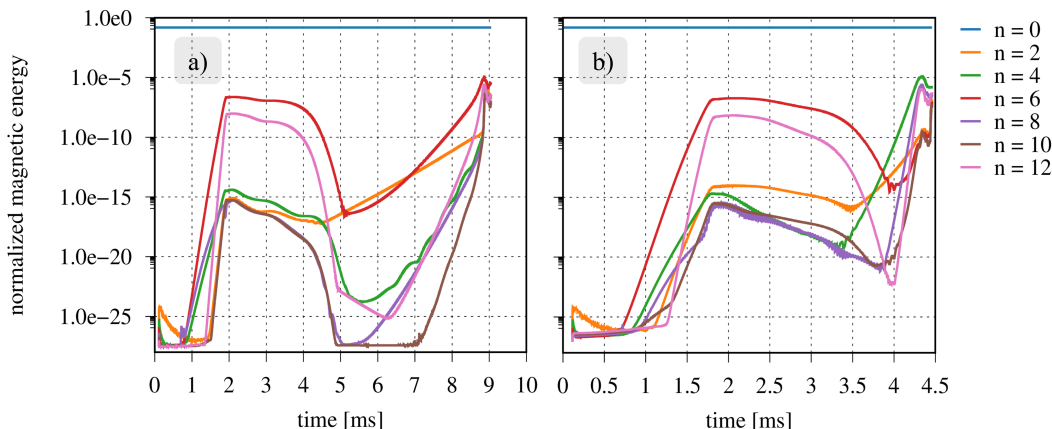 normalized magnetic energy
1.0e0
1.0e−5
1.0e−10
1.0e−15
1.0e−20
1.0e−25
a)
0 1 2 3 4 5 6 7 8 9 10
time [ms]
b)
0 0.5 1 1.5 2 2.5 3 3.5 4 4.5
time [ms]
n = 0
n = 2
n = 4
n = 6
n = 8
n = 10
n = 12